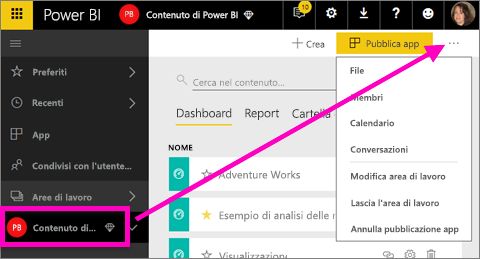 Power BI
PB
Contenuto di Power BI
10
Crea
Pubblica app
Preferiti
Recenti
App
Condivisi con l'utente...
Aree di lavoro
PB
Contenuto di...
Cerca nel contenuto...
Dashboard
Report
Cartella
NOME
Adventure Works
Esempio di analisi delle r
Visualizzazione:
File
Membri
Calendario
Conversazioni
Modifica area di lavoro
Lascia l'area di lavoro
Annulla pubblicazione app